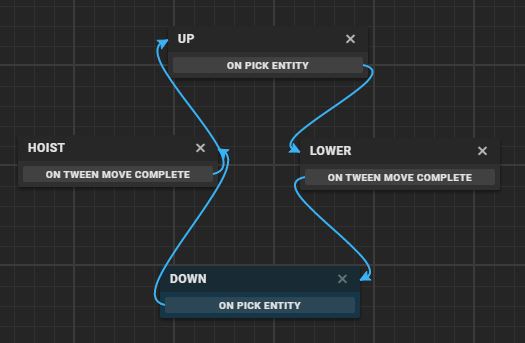 UP
ON PICK ENTITY
HOIST
ON TWEEN MOVE COMPLETE
LOWER
ON TWEEN MOVE COMPLETE
DOWN
ON PICK ENTITY